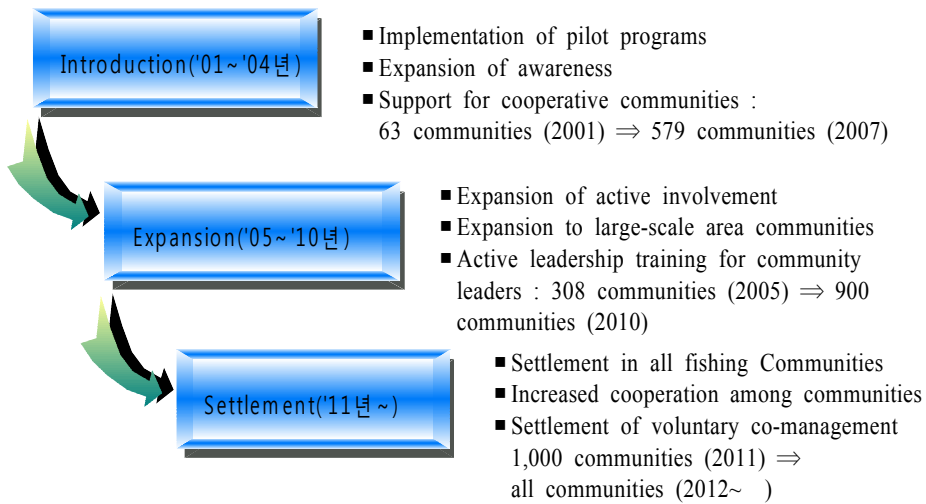 Introduction('01~'04년)
■ Implementation of pilot programs
■ Expansion of awareness
■ Support for cooperative communities :
63 communities (2001) ⇒ 579 communities (2007)
Expansion('05~'10년)
■ Expansion of active involvement
■ Expansion to large-scale area communities
■ Active leadership training for community
leaders : 308 communities (2005) ⇒ 900
communities (2010)
Settlement('11년~)
■ Settlement in all fishing Communities
■ Increased cooperation among communities
■ Settlement of voluntary co-management
1,000 communities (2011) ⇒
all communities (2012~ )